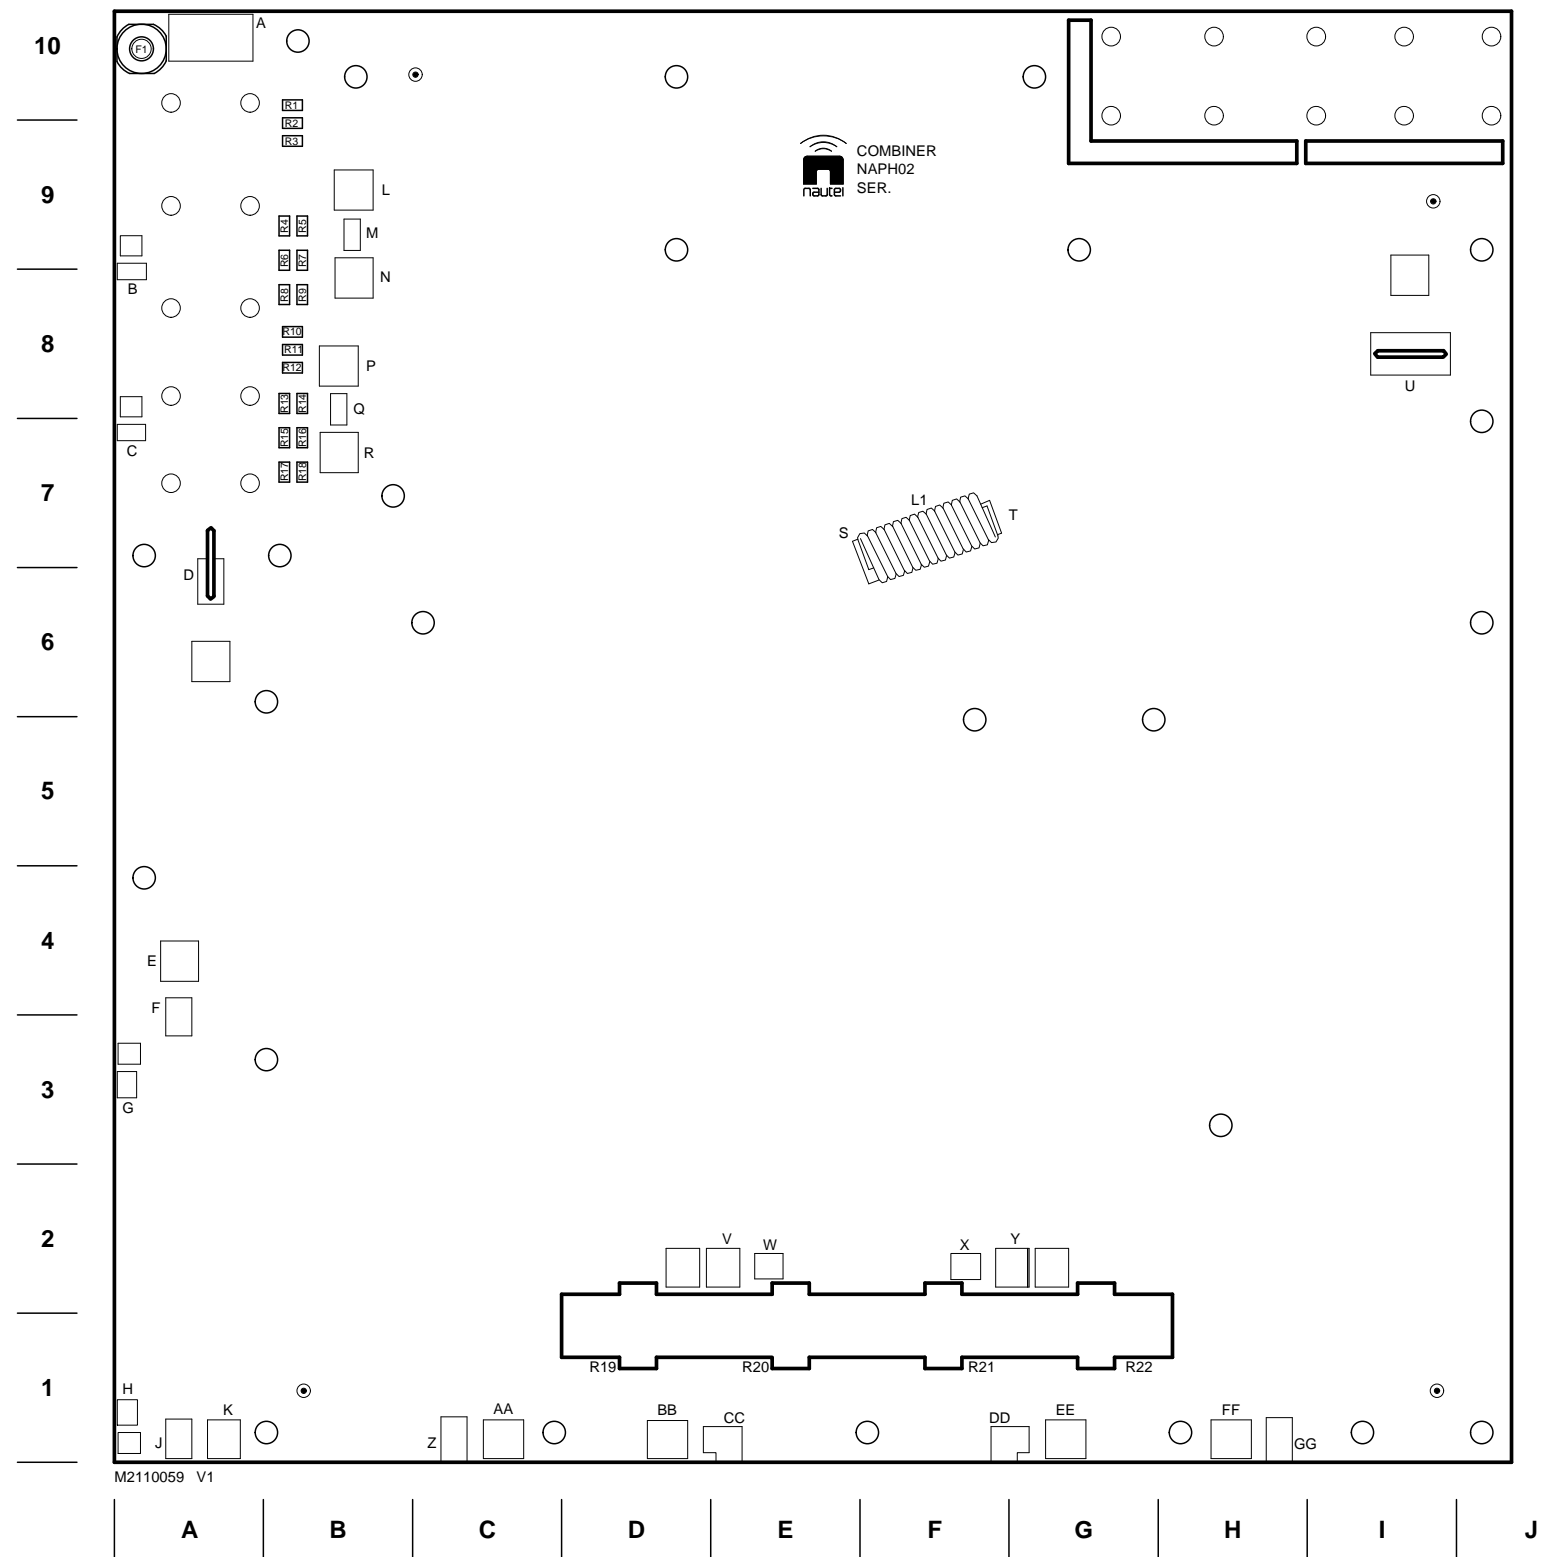 10
A
F1
R1
R2
R3
COMBINER
NAPH02
SER.
nautel
9
L
R4 R5
M
R6 R7
N
B
R8 R9
8
R10
R11
R12
P
U
R13 R14
Q
C
R15 R16
R
R17 R18
7
L1
S
T
D
6
5
4
E
F
3
G
2
V
W
X
Y
R19
R20
R21
R22
1
H
K
AA
BB
CC
DD
EE
FF
J
Z
GG
M2110059 V1
A B C D E F G H I J